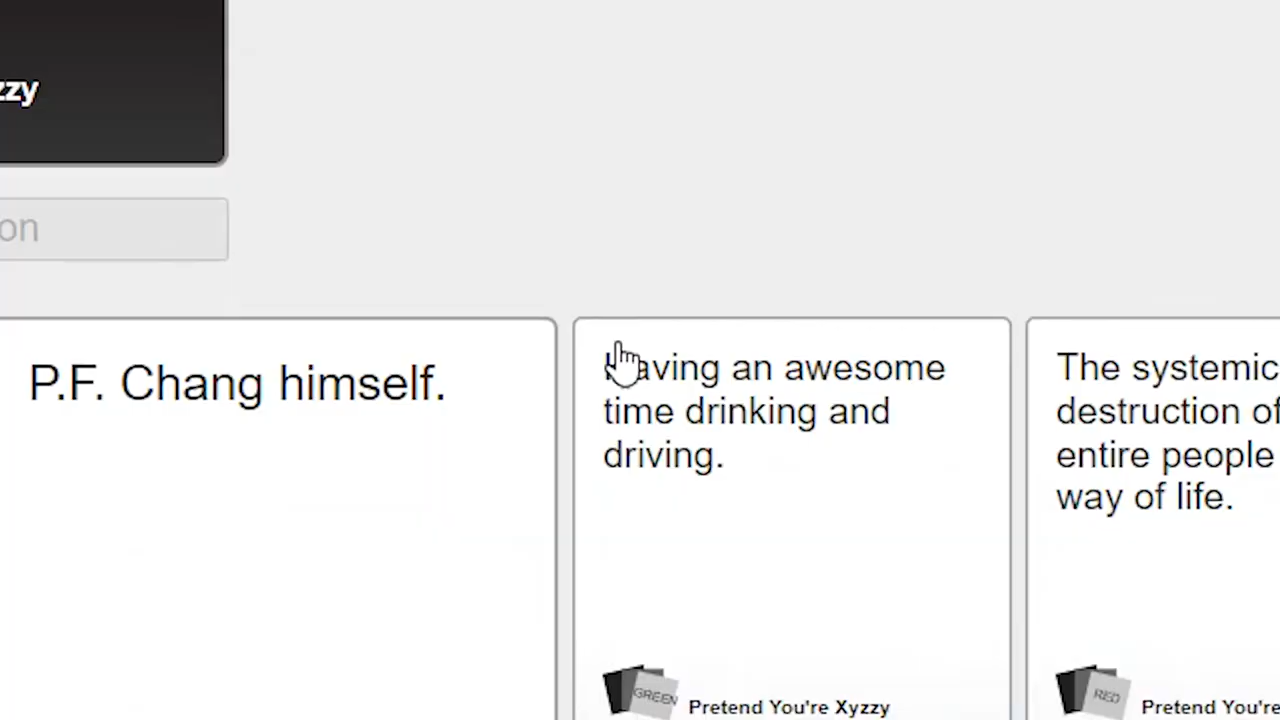 zzy
on
P.F. Chang himself.
aving an awesome
time drinking and
driving.
The systemic
destruction of
entire people
way of life.
GREEN
Pretend You're Xyzzy
RED
Pretend You're